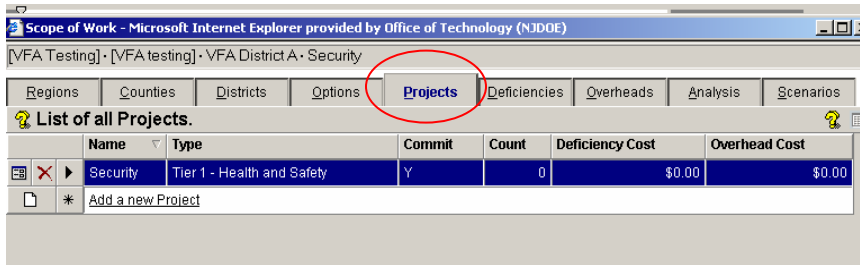 Scope of Work - Microsoft Internet Explorer provided by Office of Technology (NJDOE)
[VFA Testing] · [VFA testing] · VFA District A · Security
Regions Counties Districts Options Projects Deficiencies Overheads Analysis Scenarios
List of all Projects.
Name Type Commit Count Deficiency Cost Overhead Cost
Security Tier 1 - Health and Safety Y 0 $0.00 $0.00
Add a new Project